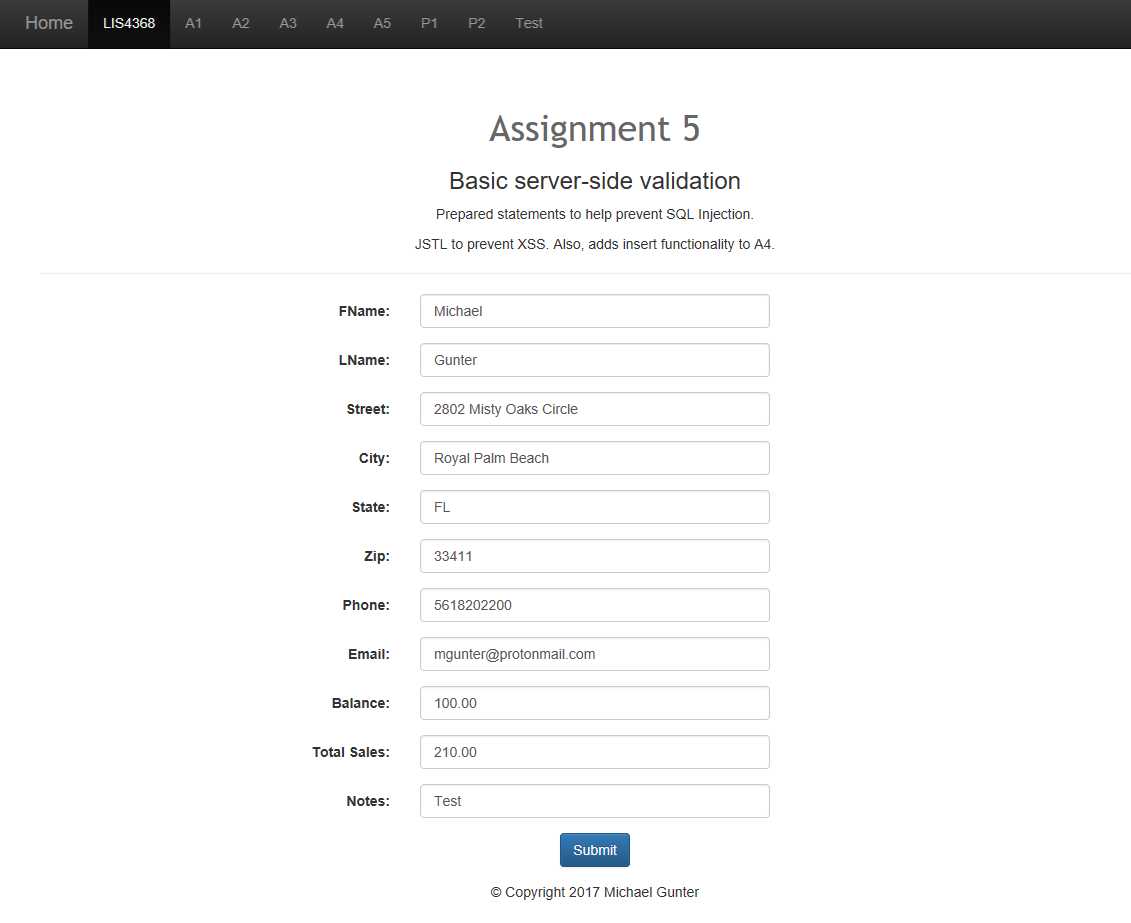 Home LIS4368 A1 A2 A3 A4 A5 P1 P2 Test
Assignment 5
Basic server-side validation
Prepared statements to help prevent SQL Injection.
JSTL to prevent XSS. Also, adds insert functionality to A4.
FName: Michael
LName: Gunter
Street: 2802 Misty Oaks Circle
City: Royal Palm Beach
State: FL
Zip: 33411
Phone: 5618202200
Email: mgunter@protonmail.com
Balance: 100.00
Total Sales: 210.00
Notes: Test
Submit
© Copyright 2017 Michael Gunter